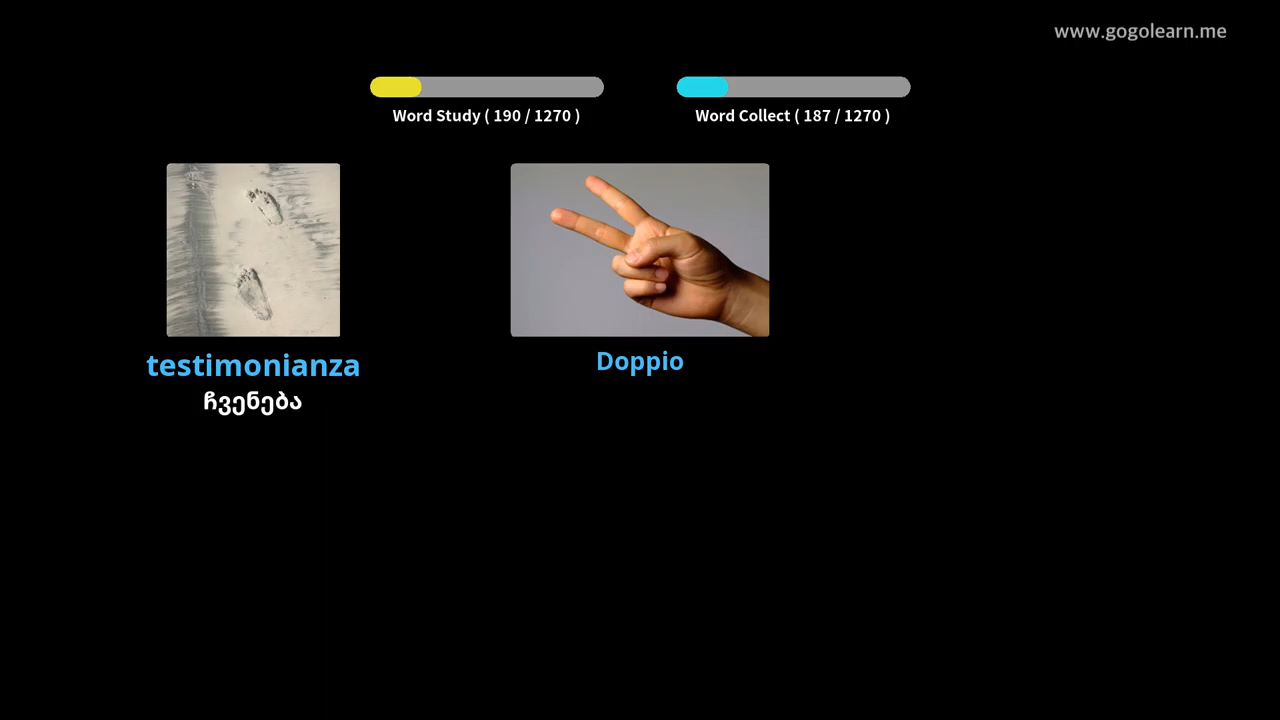 www.gogolearn.me
Word Study ( 190 / 1270 )
Word Collect ( 187 / 1270 )
testimonianza
ჩვენება
Doppio